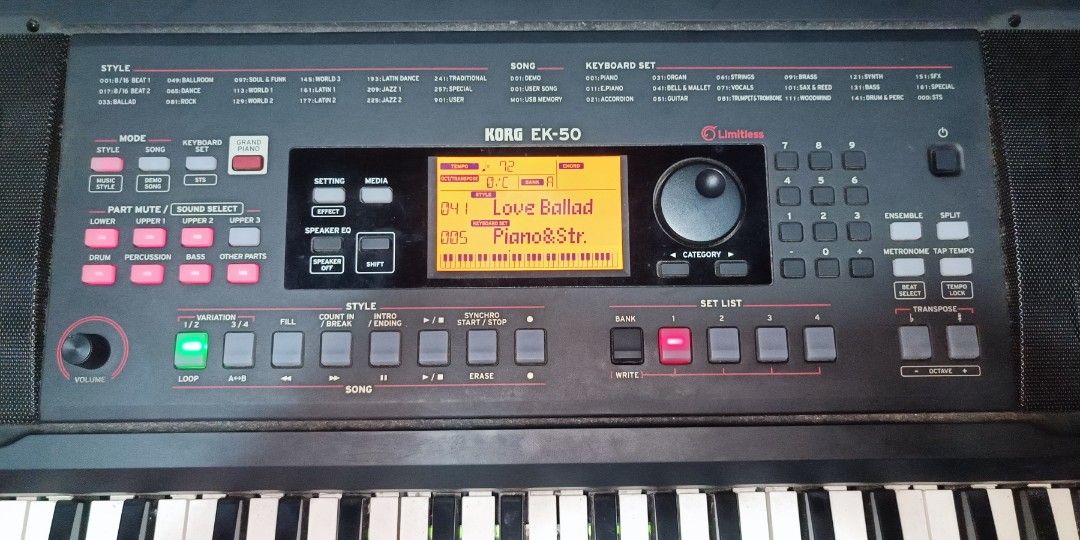 STYLE SONG KEYBOARD SET
001:8/16 BEAT 1 049:BALLROOM 097:SOUL & FUNK 145:WORLD 3 193:LATIN DANCE 241:TRADITIONAL 001:DEMO 001:PIANO 031:ORGAN 061:STRINGS 091:BRASS 121:SYNTH 151:SFX
017:8/16 BEAT 2 065:DANCE 113:WORLD 1 161:LATIN 1 209:JAZZ 1 257:SPECIAL 001:USER SONG 011:E.PIANO 041:BELL & MALLET 071:VOCALS 101:SAX & REED 131:BASS 161:SPECIAL
033:BALLAD 081:ROCK 129:WORLD 2 177:LATIN 2 225:JAZZ 2 901:USER M01:USB MEMORY 021:ACCORDION 051:GUITAR 081:TRUMPET&TROMBONE 111:WOODWIND 141:DRUM & PERC 000:STS
KORG EK-50
Limitless
MODE
STYLE SONG KEYBOARD SET
GRAND PIANO
MUSIC STYLE DEMO SONG STS
PART MUTE / SOUND SELECT
LOWER UPPER 1 UPPER 2 UPPER 3
DRUM PERCUSSION BASS OTHER PARTS
SETTING MEDIA
EFFECT
SPEAKER EQ
SPEAKER OFF SHIFT
TEMPO 72 CHORD
OCT/TRANSPOSE 0/C BANK A
STYLE
041 Love Ballad
KEYBOARD SET
005 Piano&Str.
◄ CATEGORY ►
7 8 9
4 5 6
1 2 3
- 0 +
ENSEMBLE SPLIT
METRONOME TAP TEMPO
BEAT SELECT TEMPO LOCK
TRANSPOSE
♭ ♯
- OCTAVE +
VOLUME
STYLE
VARIATION
1/2 3/4 FILL COUNT IN / BREAK INTRO / ENDING ►/■ SYNCHRO START / STOP ●
LOOP A↔B ◄◄ ►► ❚❚ ►/■ ERASE ●
SONG
SET LIST
BANK 1 2 3 4
WRITE